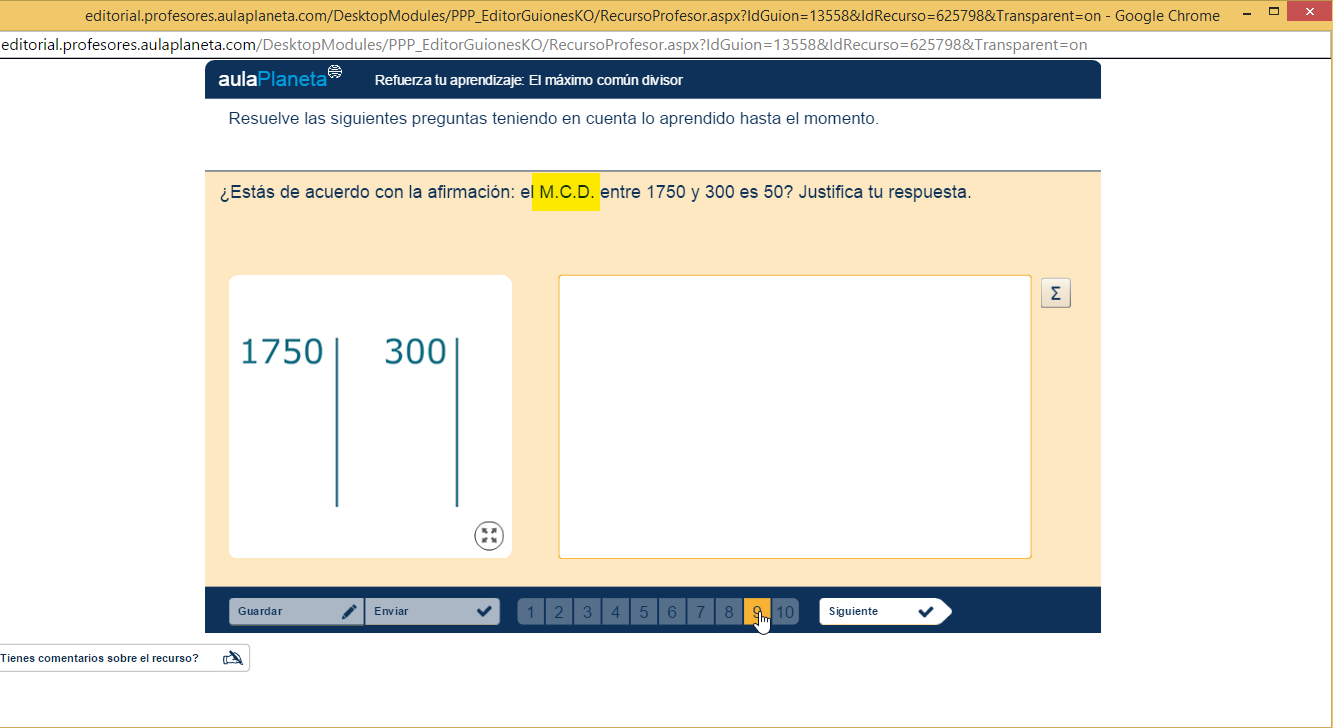 editorial.profesores.aulaplaneta.com/DesktopModules/PPP_EditorGuionesKO/RecursoProfesor.aspx?IdGuion=13558&IdRecurso=625798&Transparent=on - Google Chrome
editorial.profesores.aulaplaneta.com/DesktopModules/PPP_EditorGuionesKO/RecursoProfesor.aspx?IdGuion=13558&IdRecurso=625798&Transparent=on
aulaPlaneta Refuerza tu aprendizaje: El máximo común divisor
Resuelve las siguientes preguntas teniendo en cuenta lo aprendido hasta el momento.
¿Estás de acuerdo con la afirmación: el M.C.D. entre 1750 y 300 es 50? Justifica tu respuesta.
Σ
1750 300
Guardar Enviar 1 2 3 4 5 6 7 8 9 10 Siguiente
Tienes comentarios sobre el recurso?